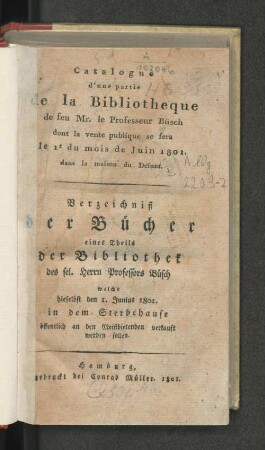 102046
Catalogue
d'une partie
de la Bibliotheque
de feu Mr. le Professeur Büsch
dont la vente publique se fera
le 1r du mois de Juin 1801.
dans la maison du Defunt.
Verzeichniß
der Bücher
eines Theils
der Bibliothek
des sel. Herrn Professors Büsch
welche
hieselbst den 1. Junius 1801.
in dem Sterbehause
öffentlich an den Meistbietenden verkauft
werden sollen.
Hamburg,
gedruckt bei Conrad Müller. 1801.